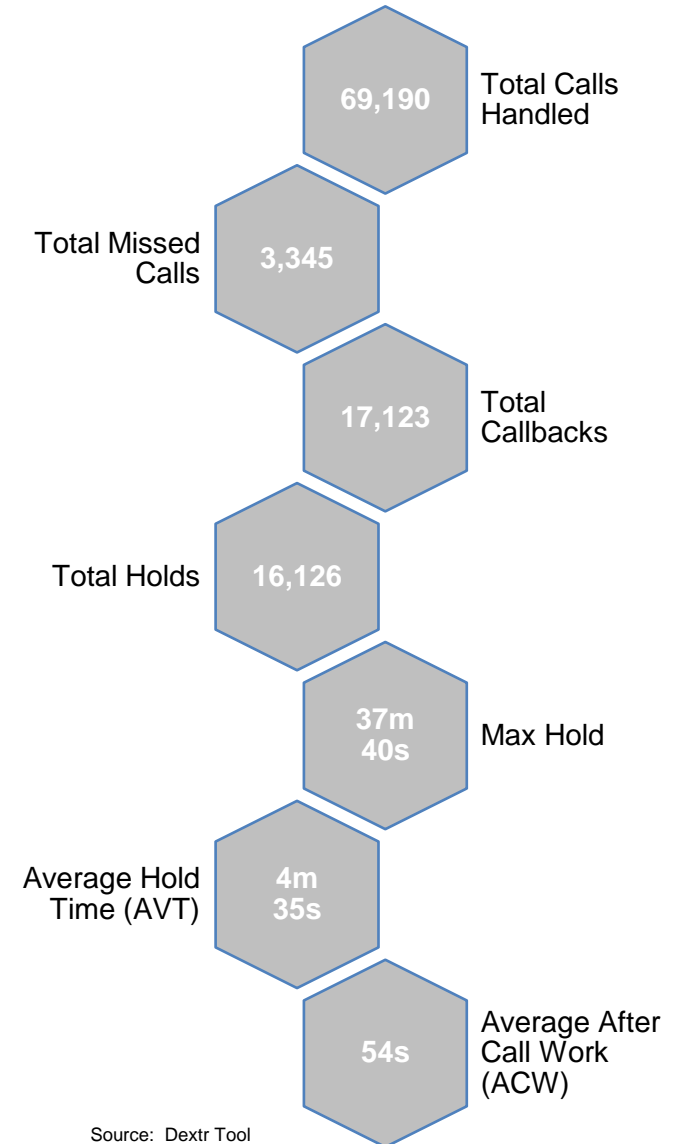 69,190
Total Calls
Handled
Total Missed
Calls
3,345
17,123
Total
Callbacks
Total Holds
16,126
37m
40s
Max Hold
Average Hold
Time (AVT)
4m
35s
54s
Average After
Call Work
(ACW)
Source:  Dextr Tool